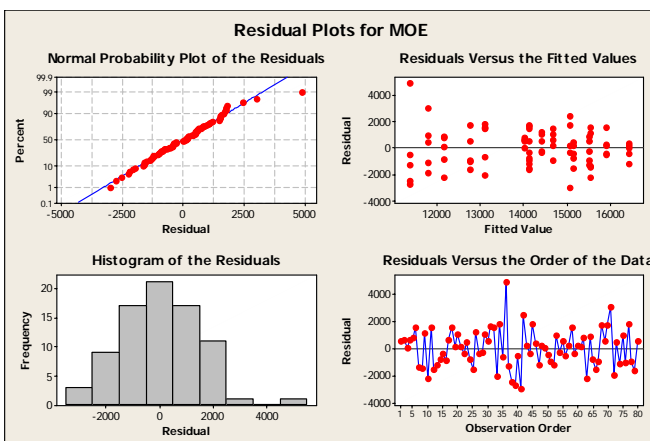 Residual Plots for MOE
Normal Probability Plot of the Residuals
99.9
99
90
50
10
1
0.1
Percent
-5000 -2500 0 2500 5000
Residual
Residuals Versus the Fitted Values
4000
2000
0
-2000
-4000
Residual
12000 13000 14000 15000 16000
Fitted Value
Histogram of the Residuals
20
15
10
5
0
Frequency
-2000 0 2000 4000
Residual
Residuals Versus the Order of the Data
4000
2000
0
-2000
-4000
Residual
1 5 10 15 20 25 30 35 40 45 50 55 60 65 70 75 80
Observation Order